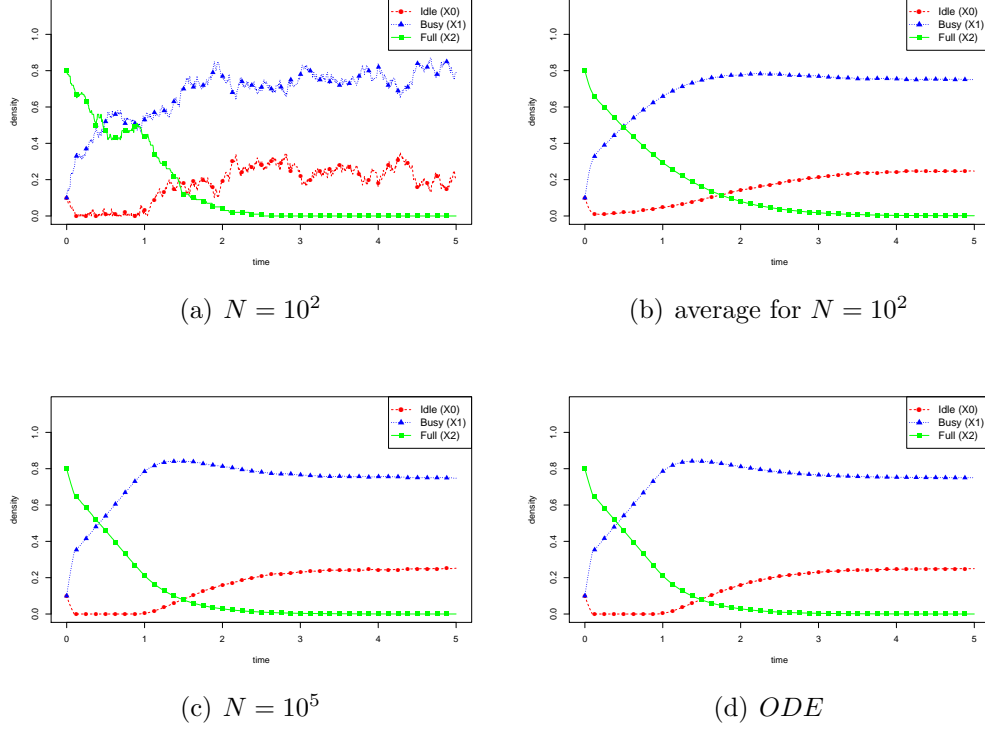 Idle (X0)
Busy (X1)
Full (X2)
density
0.0 0.2 0.4 0.6 0.8 1.0
0 1 2 3 4 5
time
(a) N = 10^2
Idle (X0)
Busy (X1)
Full (X2)
density
0.0 0.2 0.4 0.6 0.8 1.0
0 1 2 3 4 5
time
(b) average for N = 10^2
Idle (X0)
Busy (X1)
Full (X2)
density
0.0 0.2 0.4 0.6 0.8 1.0
0 1 2 3 4 5
time
(c) N = 10^5
Idle (X0)
Busy (X1)
Full (X2)
density
0.0 0.2 0.4 0.6 0.8 1.0
0 1 2 3 4 5
time
(d) ODE